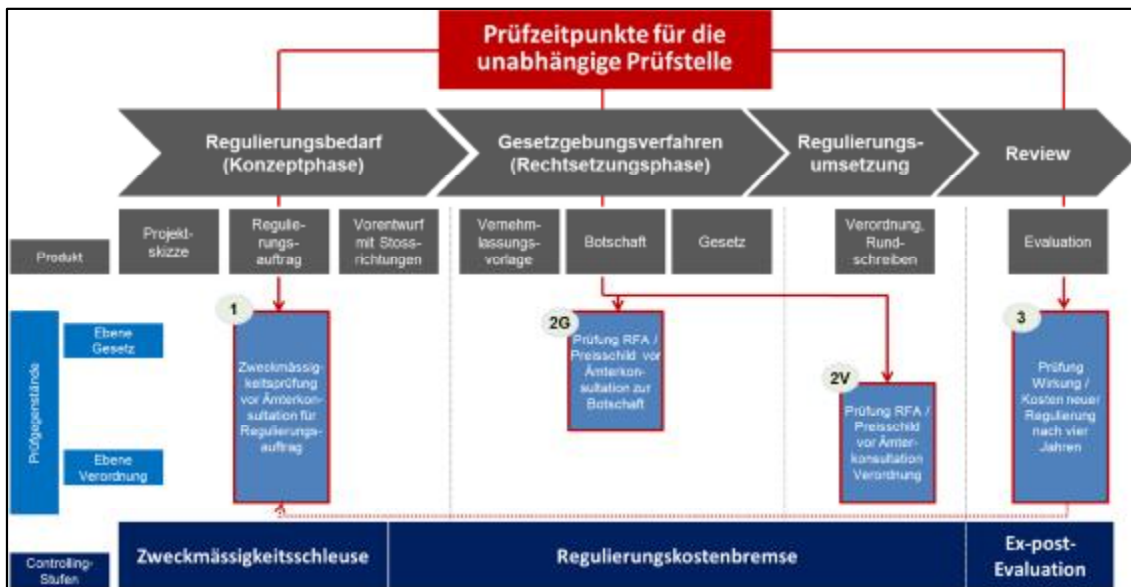 Prüfzeitpunkte für die
unabhängige Prüfstelle
Regulierungsbedarf
(Konzeptphase)
Gesetzgebungsverfahren
(Rechtsetzungsphase)
Regulierungs-
umsetzung
Review
Produkt
Projekt-
skizze
Regulie-
rungs-
auftrag
Vorentwurf
mit Stoss-
richtungen
Vernehm-
lassungs-
vorlage
Botschaft
Gesetz
Verordnung,
Rund-
schreiben
Evaluation
Prüfgegenstände
Ebene
Gesetz
Ebene
Verordnung
1
Zweckmässig-
keitsprüfung
vor Ämterkon-
sultation für
Regulierungs-
auftrag
2G
Prüfung RFA /
Preisschild vor
Ämterkon-
sultation zur
Botschaft
2V
Prüfung RFA /
Preisschild vor Ämter-
konsultation
Verordnung
3
Prüfung
Wirkung /
Kosten neuer
Regulierung
nach vier
Jahren
Controlling-
Stufen
Zweckmässigkeitsschleuse
Regulierungskostenbremse
Ex-post-
Evaluation